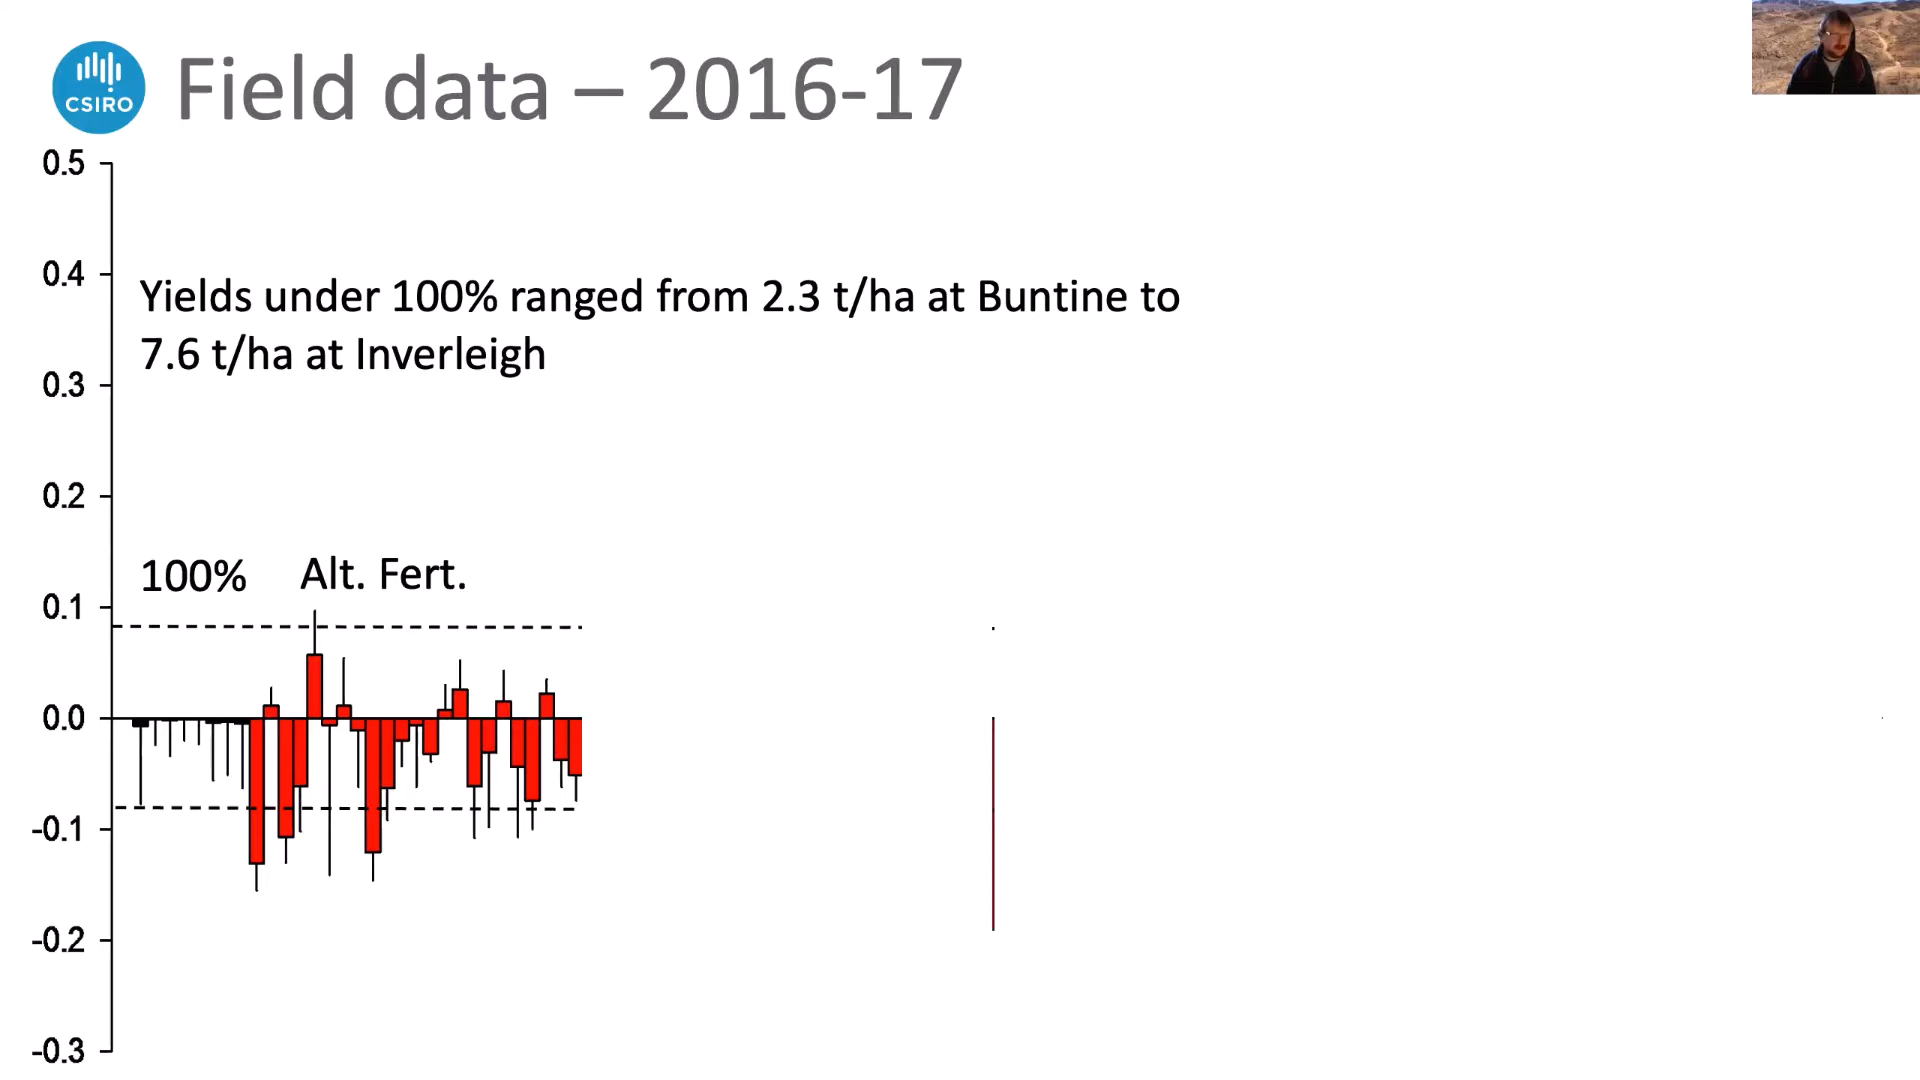 CSIRO
Field data – 2016-17
0.5
0.4
Yields under 100% ranged from 2.3 t/ha at Buntine to
7.6 t/ha at Inverleigh
0.3
0.2
100% Alt. Fert.
0.1
0.0
-0.1
-0.2
-0.3